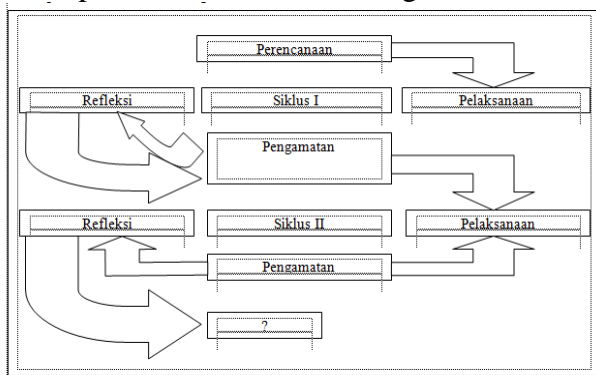 Perencanaan
Refleksi
Siklus I
Pelaksanaan
Pengamatan
Refleksi
Siklus II
Pelaksanaan
Pengamatan
?